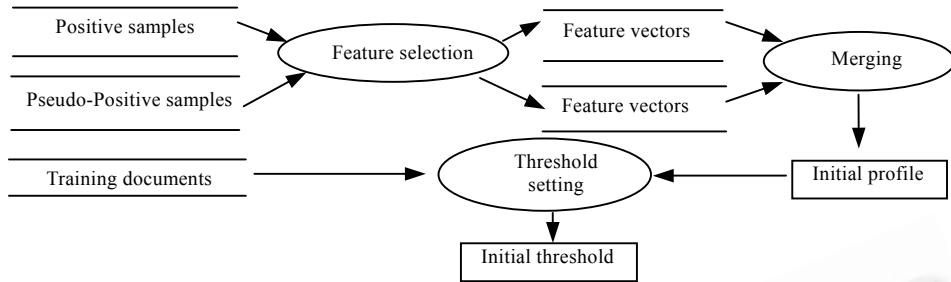 Positive samples
Feature selection
Feature vectors
Merging
Pseudo-Positive samples
Feature vectors
Training documents
Threshold
setting
Initial profile
Initial threshold